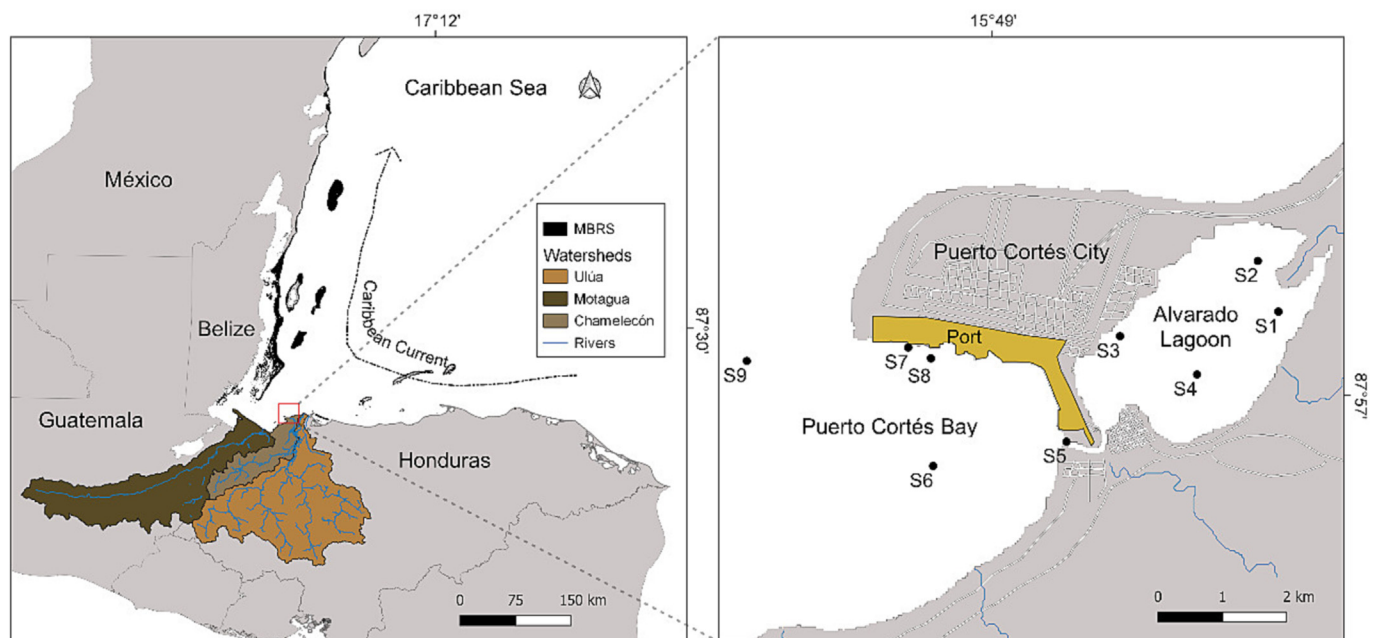 17°12'
15°49'
Caribbean Sea
México
MBRS
Watersheds
Ulúa
Motagua
Chamelecón
Rivers
Belize
Caribbean Current
87°30'
Guatemala
Honduras
0 75 150 km
Puerto Cortés City
S2
Alvarado
Lagoon
S1
Port
S3
S7
S8
S9
S4
87°57'
Puerto Cortés Bay
S5
S6
0 1 2 km